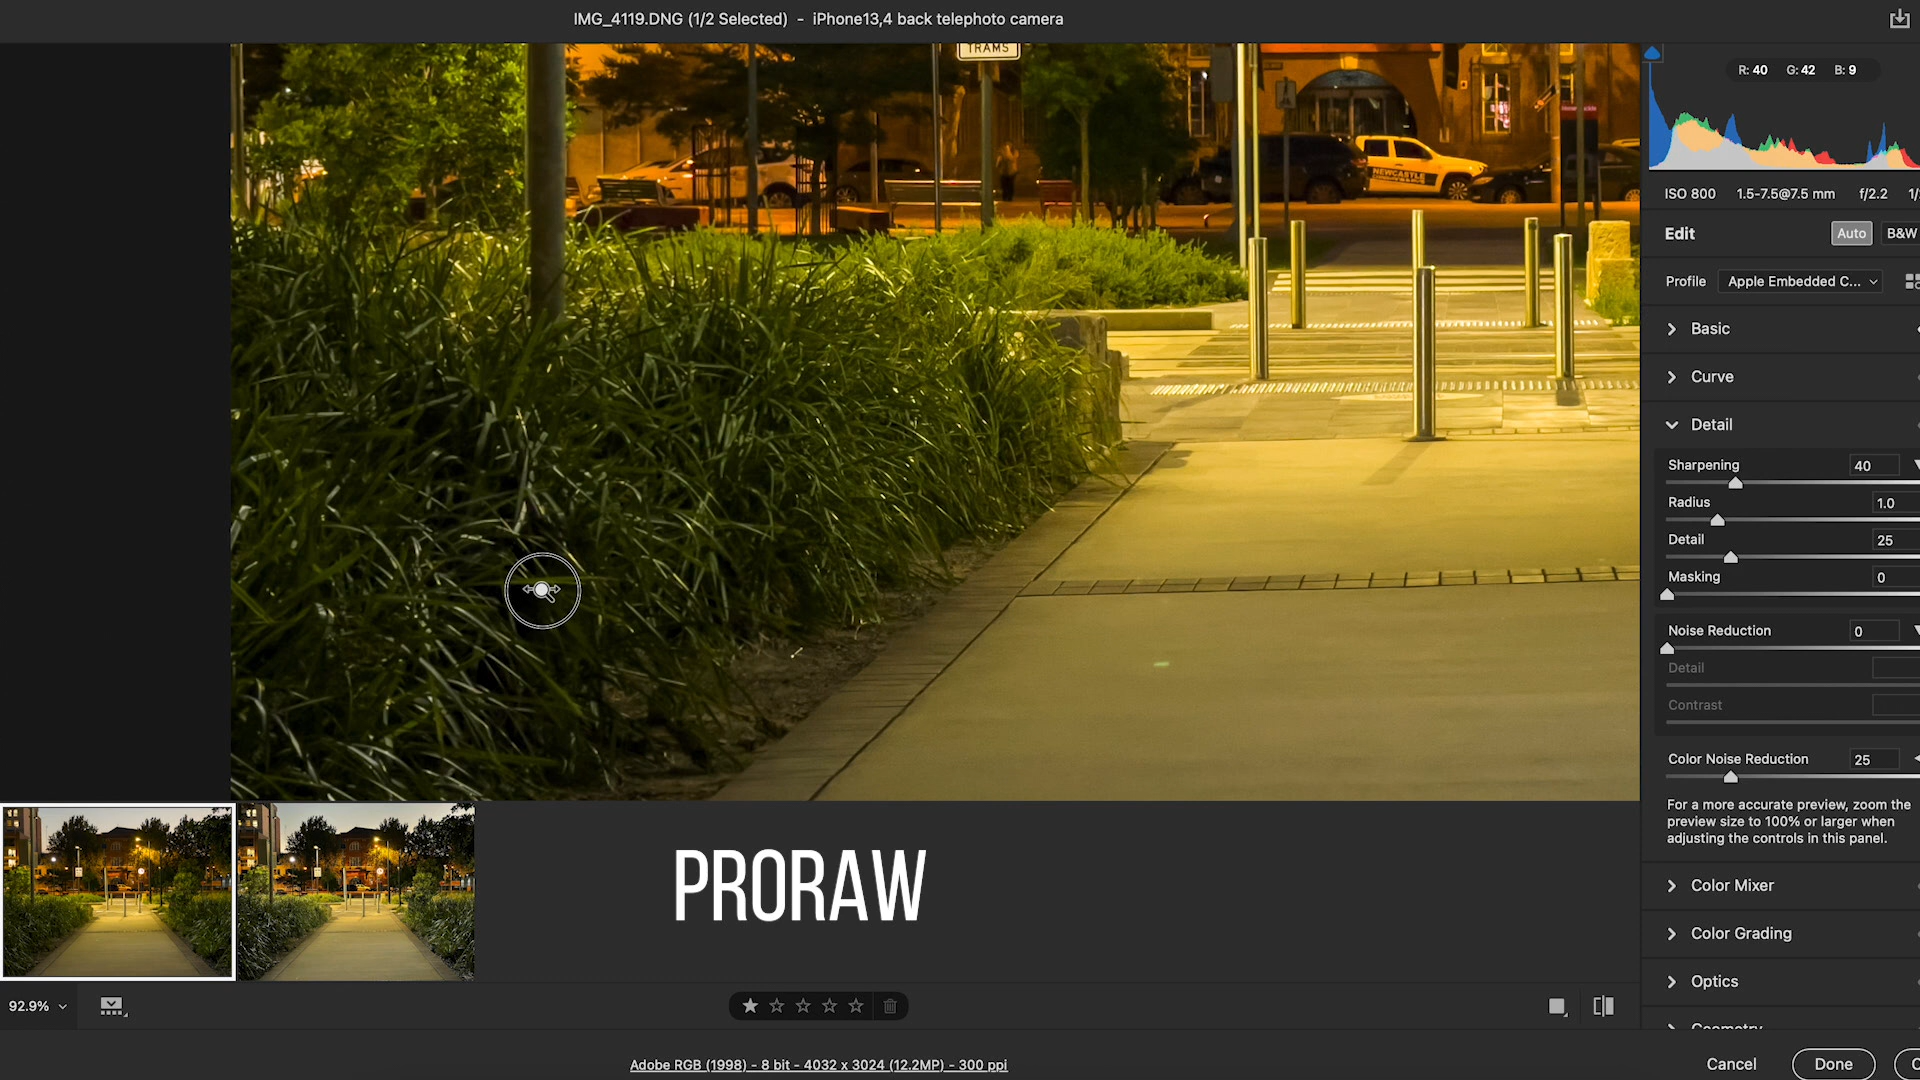 IMG_4119.DNG (1/2 Selected) - iPhone13,4 back telephoto camera
TRAMS
NEWCASTLE
R: 40 G: 42 B: 9
ISO 800 1.5-7.5@7.5 mm f/2.2 1/
Edit Auto B&W
Profile Apple Embedded C...
Basic
Curve
Detail
Sharpening 40
Radius 1.0
Detail 25
Masking 0
Noise Reduction 0
Detail
Contrast
Color Noise Reduction 25
For a more accurate preview, zoom the
preview size to 100% or larger when
adjusting the controls in this panel.
Color Mixer
Color Grading
Optics
Geometry
PRORAW
92.9%
Adobe RGB (1998) - 8 bit - 4032 x 3024 (12.2MP) - 300 ppi
Cancel Done